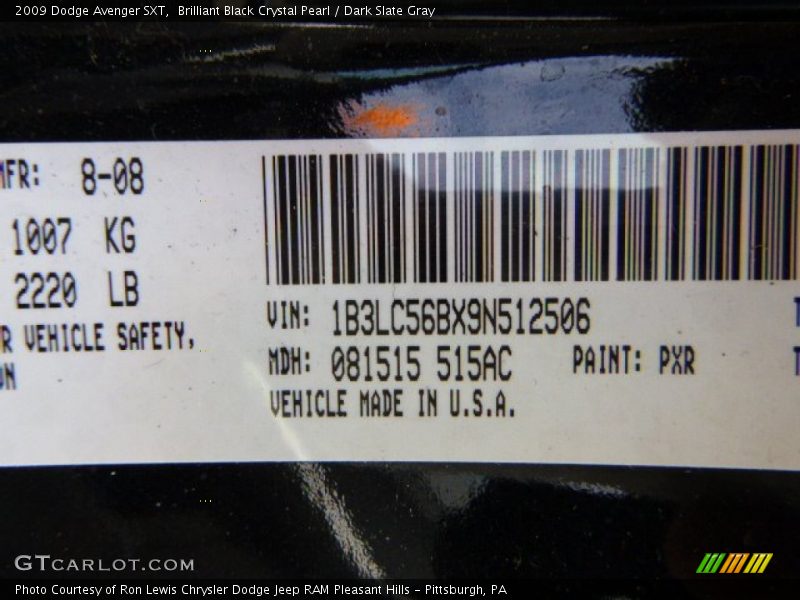 2009 Dodge Avenger SXT,  Brilliant Black Crystal Pearl / Dark Slate Gray
MFR: 8-08
1007 KG
2220 LB
R VEHICLE SAFETY,
ON
VIN: 1B3LC56BX9N512506
MDH: 081515 515AC PAINT: PXR
VEHICLE MADE IN U.S.A.
GTCARLOT.COM
Photo Courtesy of Ron Lewis Chrysler Dodge Jeep RAM Pleasant Hills - Pittsburgh, PA